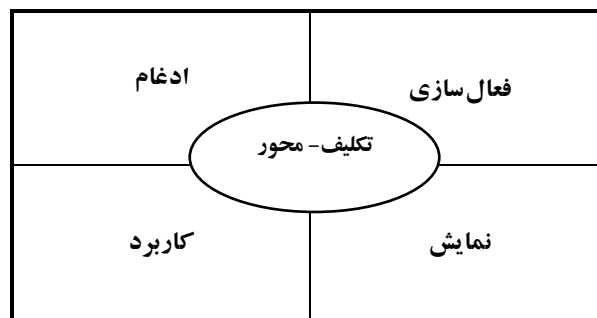 فعال‌سازی
ادغام
تکلیف- محور
نمایش
کاربرد